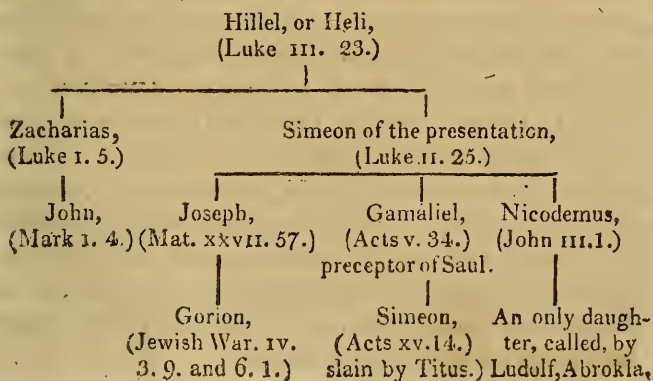 Hillel, or Heli,
(Luke III. 23.)
Zacharias, Simeon of the presentation,
(Luke I. 5.) (Luke II. 25.)
John, Joseph, Gamaliel, Nicodemus,
(Mark I. 4.) (Mat. XXVII. 57.) (Acts V. 34.) (John III. 1.)
preceptor of Saul.
Gorion, Simeon, An only daugh-
(Jewish War. IV. (Acts XV. 14.) ter, called, by
3. 9. and 6. 1.) slain by Titus.) Ludolf, Abrokla,